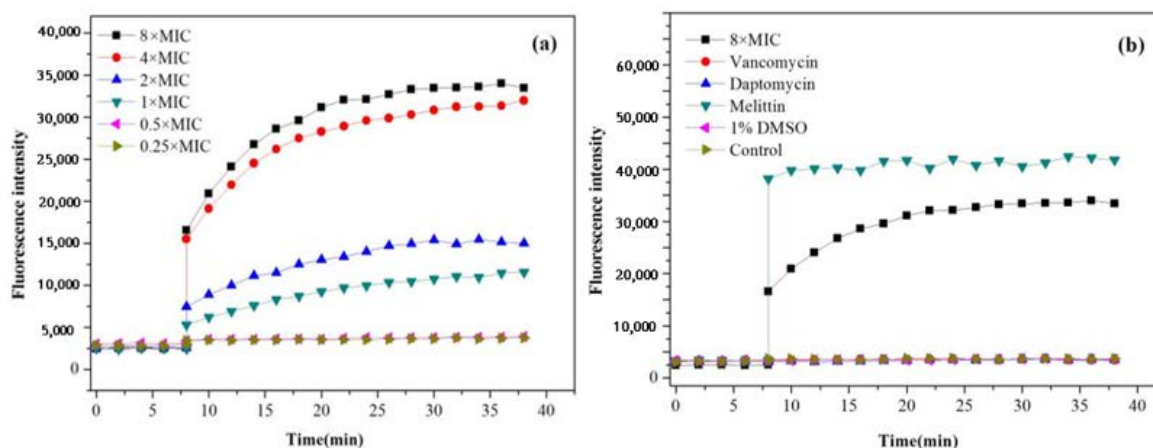 (a)
8×MIC
4×MIC
2×MIC
1×MIC
0.5×MIC
0.25×MIC
Fluorescence intensity
40,000
35,000
30,000
25,000
20,000
15,000
10,000
5,000
0
0 5 10 15 20 25 30 35 40
Time(min)
(b)
8×MIC
Vancomycin
Daptomycin
Melittin
1% DMSO
Control
Fluorescence intensity
60,000
50,000
40,000
30,000
20,000
10,000
0
0 5 10 15 20 25 30 35 40
Time(min)